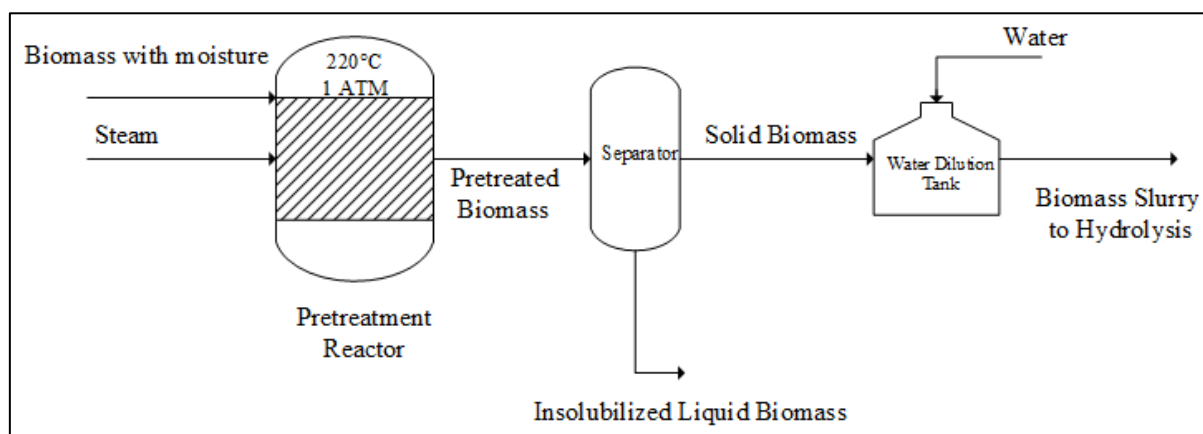 Biomass with moisture
Steam
220°C
1 ATM
Pretreatment
Reactor
Pretreated
Biomass
Separator
Insolubilized Liquid Biomass
Solid Biomass
Water
Water Dilution
Tank
Biomass Slurry
to Hydrolysis